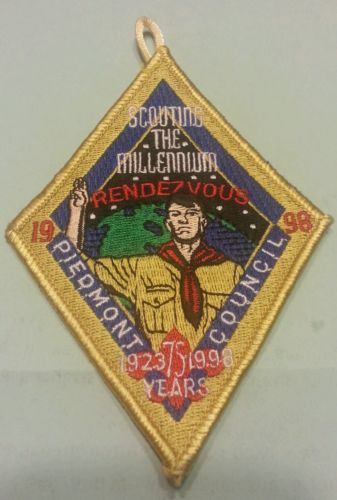 SCOUTING
THE
MILLENNIUM
RENDEZVOUS
19 98
PIEDMONT
COUNCIL
1923 75 1998
YEARS